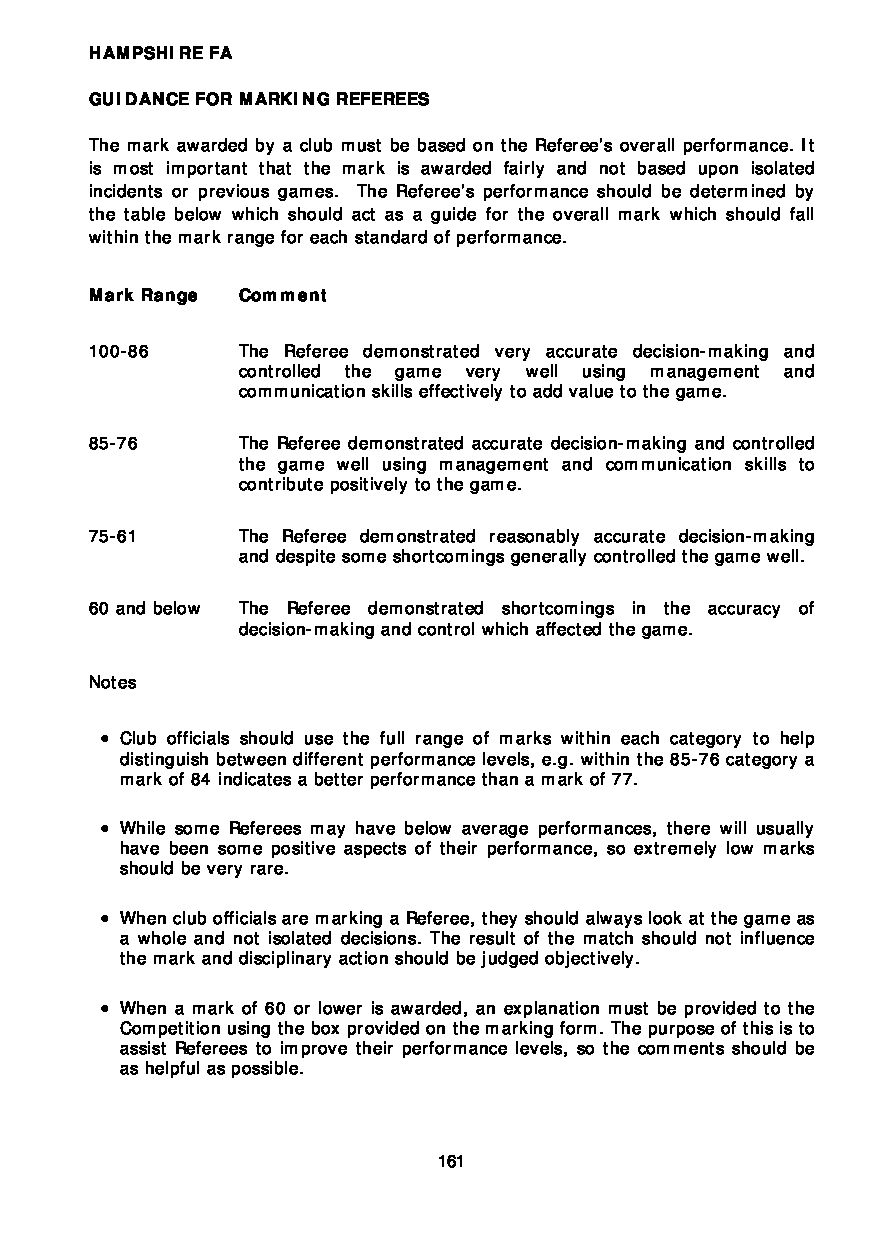 HAMPSHIRE FA
GUIDANCE FOR MARKING REFEREES
The mark awarded by a club must be based on the Referee's overall performance. It
is most important that the mark is awarded fairly and not based upon isolated
incidents or previous games. The Referee's performance should be determined by
the table below which should act as a guide for the overall mark which should fall
within the mark range for each standard of performance.
Mark Range Comment
100-86 The Referee demonstrated very accurate decision-making and
controlled the game very well using management and
communication skills effectively to add value to the game.
85-76 The Referee demonstrated accurate decision-making and controlled
the game well using management and communication skills to
contribute positively to the game.
75-61 The Referee demonstrated reasonably accurate decision-making
and despite some shortcomings generally controlled the game well.
60 and below The Referee demonstrated shortcomings in the accuracy of
decision-making and control which affected the game.
Notes
• Club officials should use the full range of marks within each category to help
distinguish between different performance levels, e.g. within the 85-76 category a
mark of 84 indicates a better performance than a mark of 77.
• While some Referees may have below average performances, there will usually
have been some positive aspects of their performance, so extremely low marks
should be very rare.
• When club officials are marking a Referee, they should always look at the game as
a whole and not isolated decisions. The result of the match should not influence
the mark and disciplinary action should be judged objectively.
• When a mark of 60 or lower is awarded, an explanation must be provided to the
Competition using the box provided on the marking form. The purpose of this is to
assist Referees to improve their performance levels, so the comments should be
as helpful as possible.
161